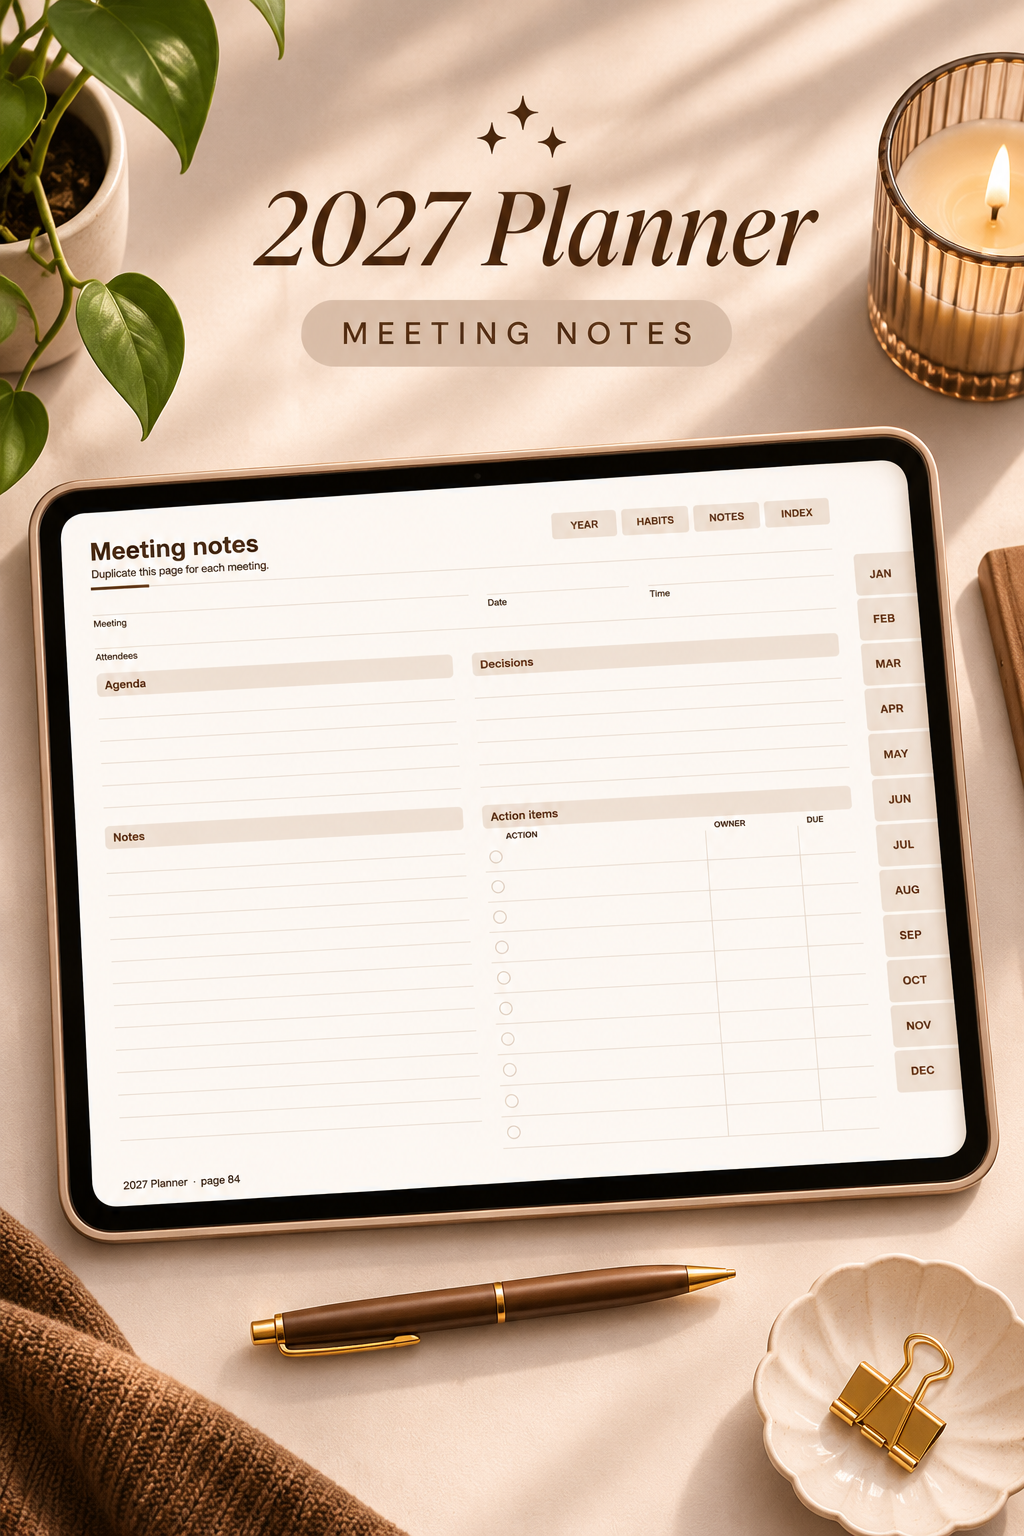 2027 Planner
MEETING NOTES
Meeting notes
Duplicate this page for each meeting.
YEAR
HABITS
NOTES
INDEX
Meeting
Date
Time
Attendees
Agenda
Decisions
Notes
Action items
ACTION
OWNER
DUE
JAN
FEB
MAR
APR
MAY
JUN
JUL
AUG
SEP
OCT
NOV
DEC
2027 Planner · page 84